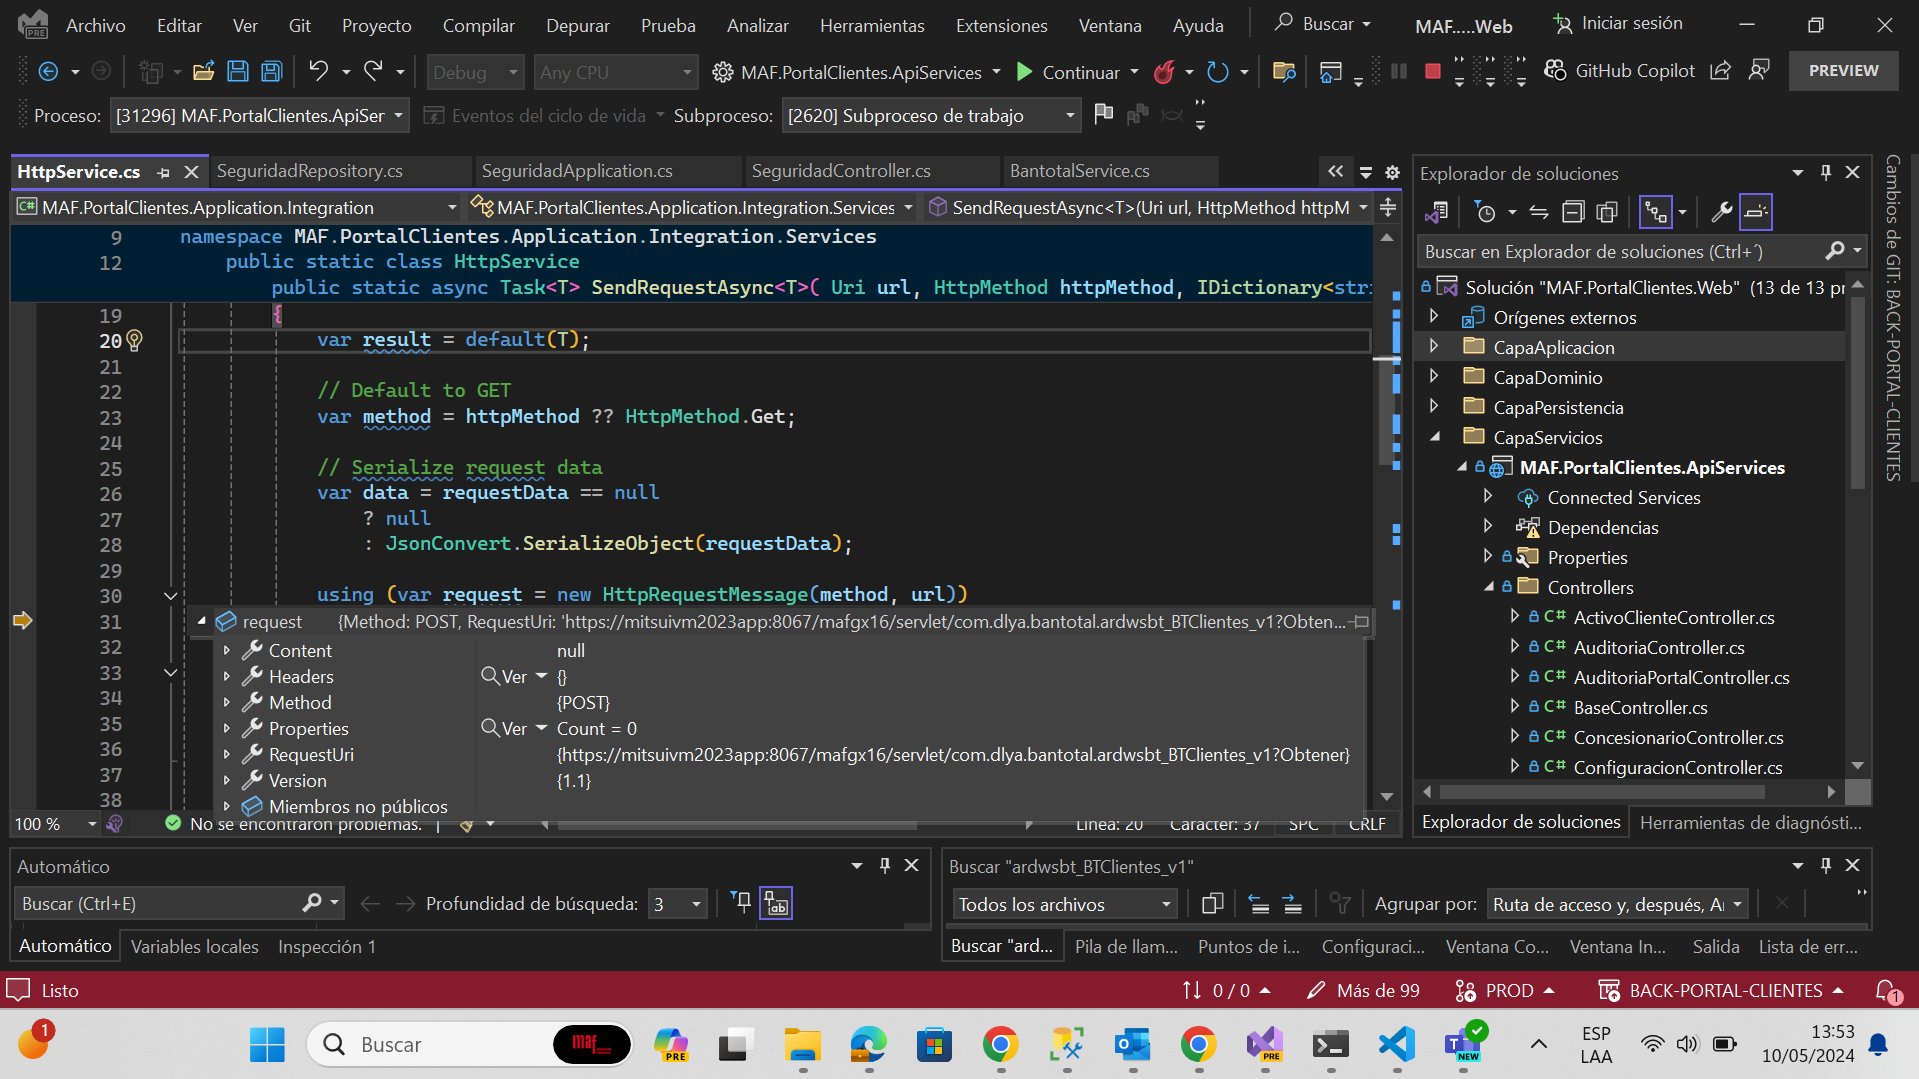 Archivo Editar Ver Git Proyecto Compilar Depurar Prueba Analizar Herramientas Extensiones Ventana Ayuda Buscar MAF.....Web Iniciar sesión
Debug Any CPU MAF.PortalClientes.ApiServices Continuar GitHub Copilot PREVIEW
Proceso: [31296] MAF.PortalClientes.ApiSer Eventos del ciclo de vida Subproceso: [2620] Subproceso de trabajo
HttpService.cs SeguridadRepository.cs SeguridadApplication.cs SeguridadController.cs BantotalService.cs
MAF.PortalClientes.Application.Integration MAF.PortalClientes.Application.Integration.Services SendRequestAsync<T>(Uri url, HttpMethod httpM
9 namespace MAF.PortalClientes.Application.Integration.Services
12 public static class HttpService
public static async Task<T> SendRequestAsync<T>( Uri url, HttpMethod httpMethod, IDictionary<stri
19 {
20 var result = default(T);
21
22 // Default to GET
23 var method = httpMethod ?? HttpMethod.Get;
24
25 // Serialize request data
26 var data = requestData == null
27 ? null
28 : JsonConvert.SerializeObject(requestData);
29
30 using (var request = new HttpRequestMessage(method, url))
31 request {Method: POST, RequestUri: 'https://mitsuivm2023app:8067/mafgx16/servlet/com.dlya.bantotal.ardwsbt_BTClientes_v1?Obten...
32 Content null
33 Headers Ver {}
34 Method {POST}
35 Properties Ver Count = 0
36 RequestUri {https://mitsuivm2023app:8067/mafgx16/servlet/com.dlya.bantotal.ardwsbt_BTClientes_v1?Obtener}
37 Version {1.1}
38 Miembros no públicos
100 % No se encontraron problemas. Línea: 20 Carácter: 37 SPC CRLF
Explorador de soluciones
Buscar en Explorador de soluciones (Ctrl+´)
Solución "MAF.PortalClientes.Web" (13 de 13 pr
Orígenes externos
CapaAplicacion
CapaDominio
CapaPersistencia
CapaServicios
MAF.PortalClientes.ApiServices
Connected Services
Dependencias
Properties
Controllers
C# ActivoClienteController.cs
C# AuditoriaController.cs
C# AuditoriaPortalController.cs
C# BaseController.cs
C# ConcesionarioController.cs
C# ConfiguracionController.cs
Explorador de soluciones Herramientas de diagnósti...
Cambios de GIT: BACK-PORTAL-CLIENTES
Automático
Buscar (Ctrl+E) Profundidad de búsqueda: 3
Automático Variables locales Inspección 1
Buscar "ardwsbt_BTClientes_v1"
Todos los archivos Agrupar por: Ruta de acceso y, después, Ar
Buscar "ard... Pila de llam... Puntos de i... Configuraci... Ventana Co... Ventana In... Salida Lista de err...
Listo 0 / 0 Más de 99 PROD BACK-PORTAL-CLIENTES 1
1 Buscar maf PRE PRE NEW ESP LAA 13:53 10/05/2024